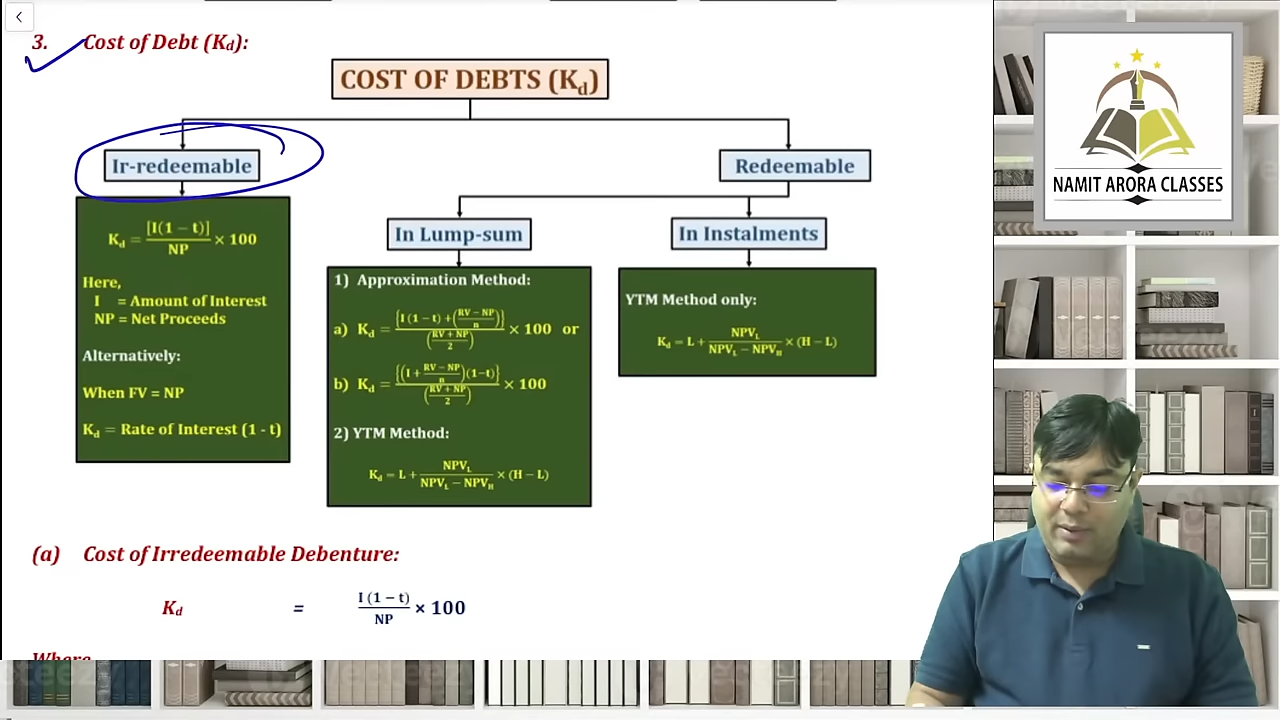 3. Cost of Debt (Kd):
COST OF DEBTS (Kd)
Ir-redeemable
Redeemable
In Lump-sum
In Instalments
Kd = [I(1 – t)] / NP × 100
Here,
I = Amount of Interest
NP = Net Proceeds
Alternatively:
When FV = NP
Kd = Rate of Interest (1 - t)
1) Approximation Method:
a) Kd = {I (1 – t) + (RV – NP / n)} / (RV + NP / 2) × 100 or
b) Kd = {(I + RV – NP / n)(1–t)} / (RV + NP / 2) × 100
2) YTM Method:
Kd = L + NPVL / NPVL – NPVH × (H – L)
YTM Method only:
Kd = L + NPVL / NPVL – NPVH × (H – L)
(a) Cost of Irredeemable Debenture:
Kd = I (1 – t) / NP × 100
NAMIT ARORA CLASSES